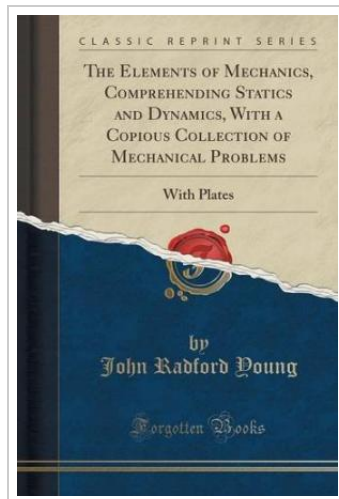 CLASSIC REPRINT SERIES
THE ELEMENTS OF MECHANICS,
COMPREHENDING STATICS
AND DYNAMICS, WITH A
COPIOUS COLLECTION OF
MECHANICAL PROBLEMS
With Plates
by
John Radford Young
Forgotten Books